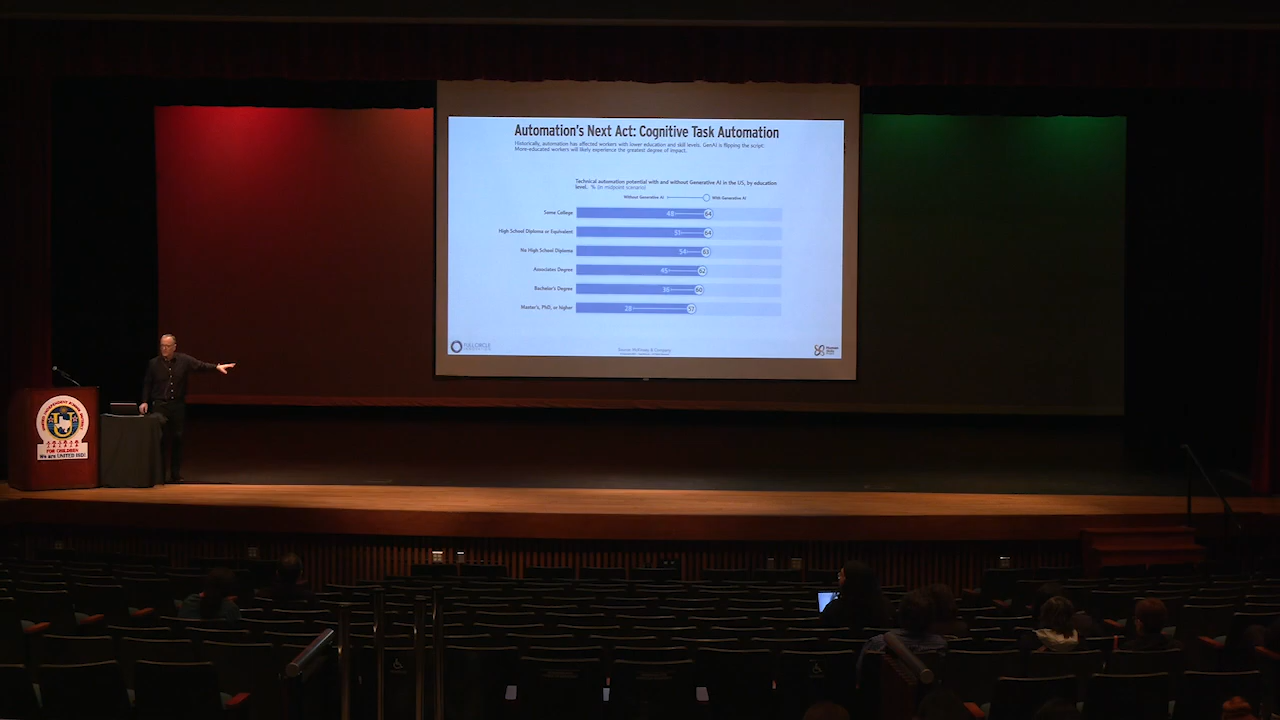 Automation's Next Act: Cognitive Task Automation
Historically, automation has affected workers with lower education and skill levels. GenAI is flipping the script.
More-educated workers will likely experience the greatest degree of impact.
Technical automation potential with and without Generative AI in the US, by education
level. % (in midpoint scenario)
Without Generative AI With Generative AI
Some College 48 64
High School Diploma or Equivalent 51 64
No High School Diploma 54 63
Associates Degree 45 62
Bachelor's Degree 36 60
Master's, PhD, or higher 28 57
FULLCIRCLE
Source: McKinsey & Company
INDEPENDENT SCHOOL DISTRICT
FOR CHILDREN
We are UNITED ISD!